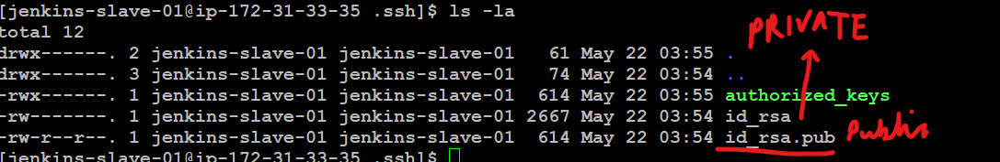 [jenkins-slave-01@ip-172-31-33-35 .ssh]$ ls -la
total 12
drwx------. 2 jenkins-slave-01 jenkins-slave-01   61 May 22 03:55 .
drwx------. 3 jenkins-slave-01 jenkins-slave-01   74 May 22 03:54 ..
-rwx------. 1 jenkins-slave-01 jenkins-slave-01  614 May 22 03:55 authorized_keys
-rw-------. 1 jenkins-slave-01 jenkins-slave-01 2667 May 22 03:54 id_rsa
-rw-r--r--. 1 jenkins-slave-01 jenkins-slave-01  614 May 22 03:54 id_rsa.pub
[jenkins-slave-01@ip-172-31-33-35 .ssh]$
PRIVATE